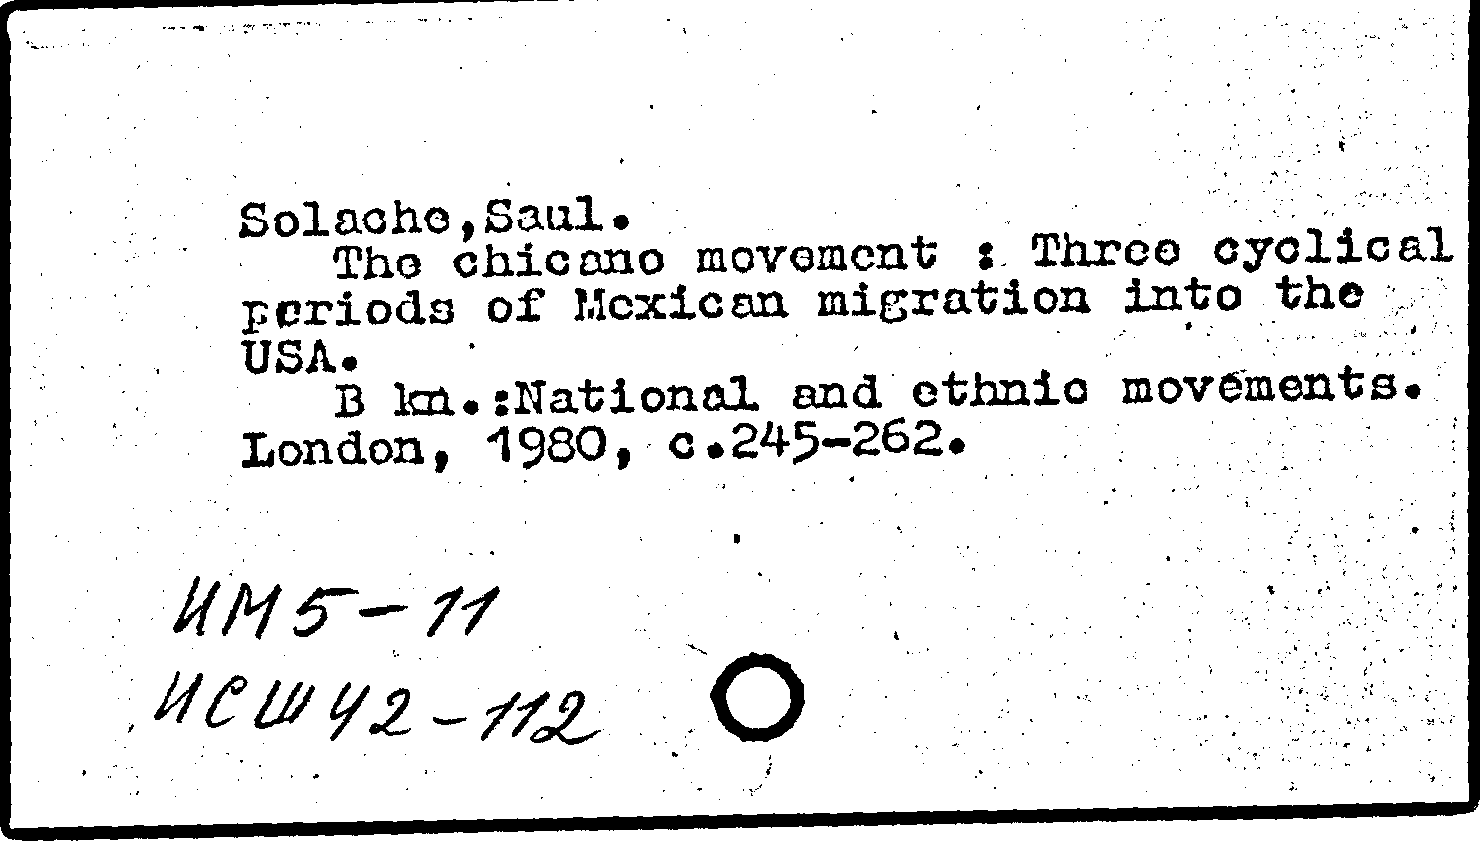 Solache,Saul.
The chicano movement : Three cyclical
periods of Mexican migration into the
USA.
В кн.:National and ethnic movements.
London, 1980, с.245-262.
ИМ5-11
ИСШ42-112